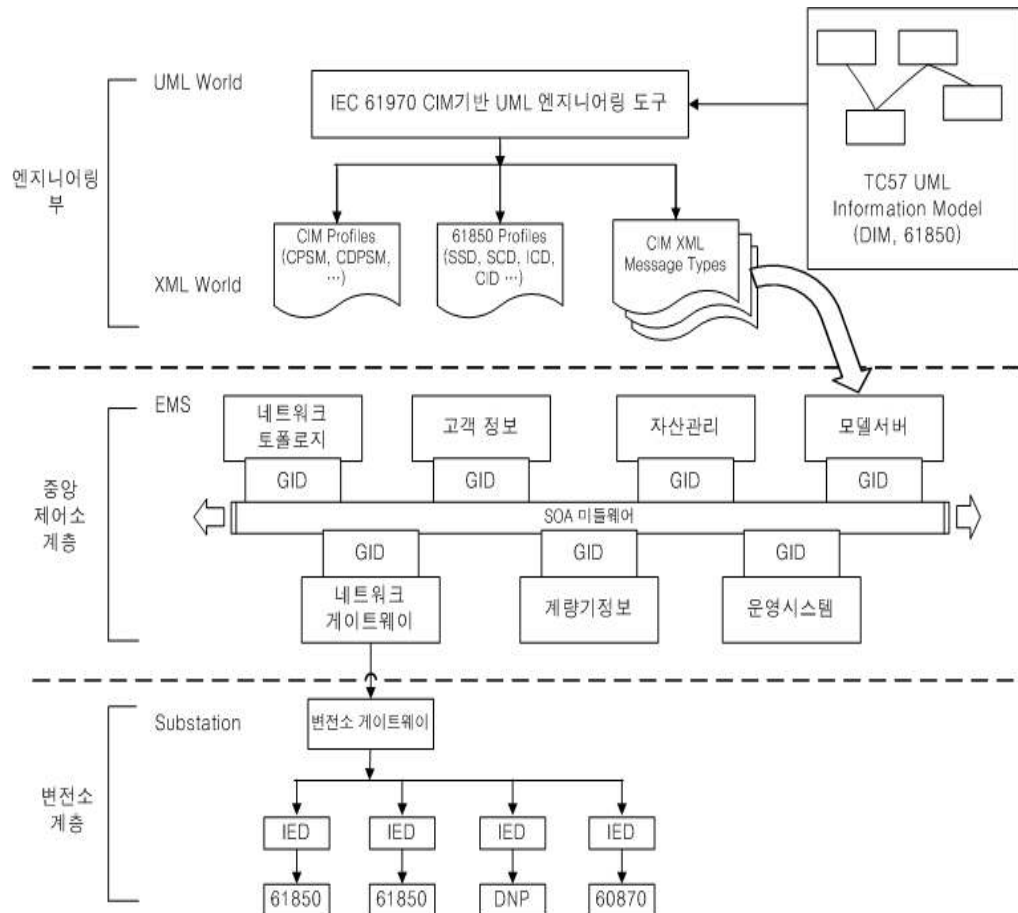 UML World
IEC 61970 CIM기반 UML 엔지니어링 도구
TC57 UML
Information Model
(DIM, 61850)
엔지니어링
부
CIM Profiles
(CPSM, CDPSM,
…)
61850 Profiles
(SSD, SCD, ICD,
CID …)
CIM XML
Message Types
XML World
EMS
네트워크
토폴로지
고객 정보
자산관리
모델서버
GID
GID
GID
GID
중앙
제어소
계층
SOA 미들웨어
GID
GID
GID
네트워크
게이트웨이
계량기정보
운영시스템
Substation
변전소 게이트웨이
변전소
계층
IED
IED
IED
IED
61850
61850
DNP
60870